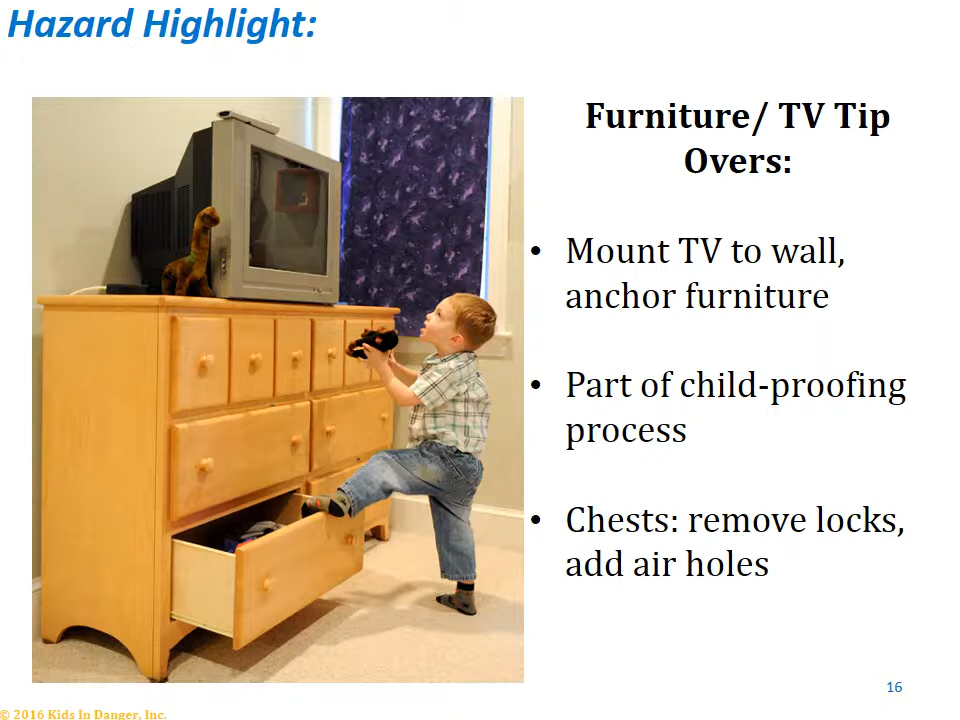 Hazard Highlight:
Furniture/ TV Tip
Overs:
• Mount TV to wall,
anchor furniture
• Part of child-proofing
process
• Chests: remove locks,
add air holes
16
© 2016 Kids In Danger, Inc.